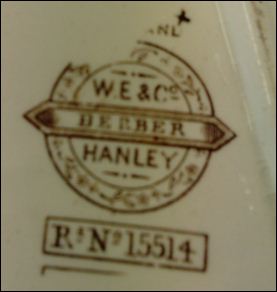 W.E & Co
BERBER
HANLEY
Rd No 15514